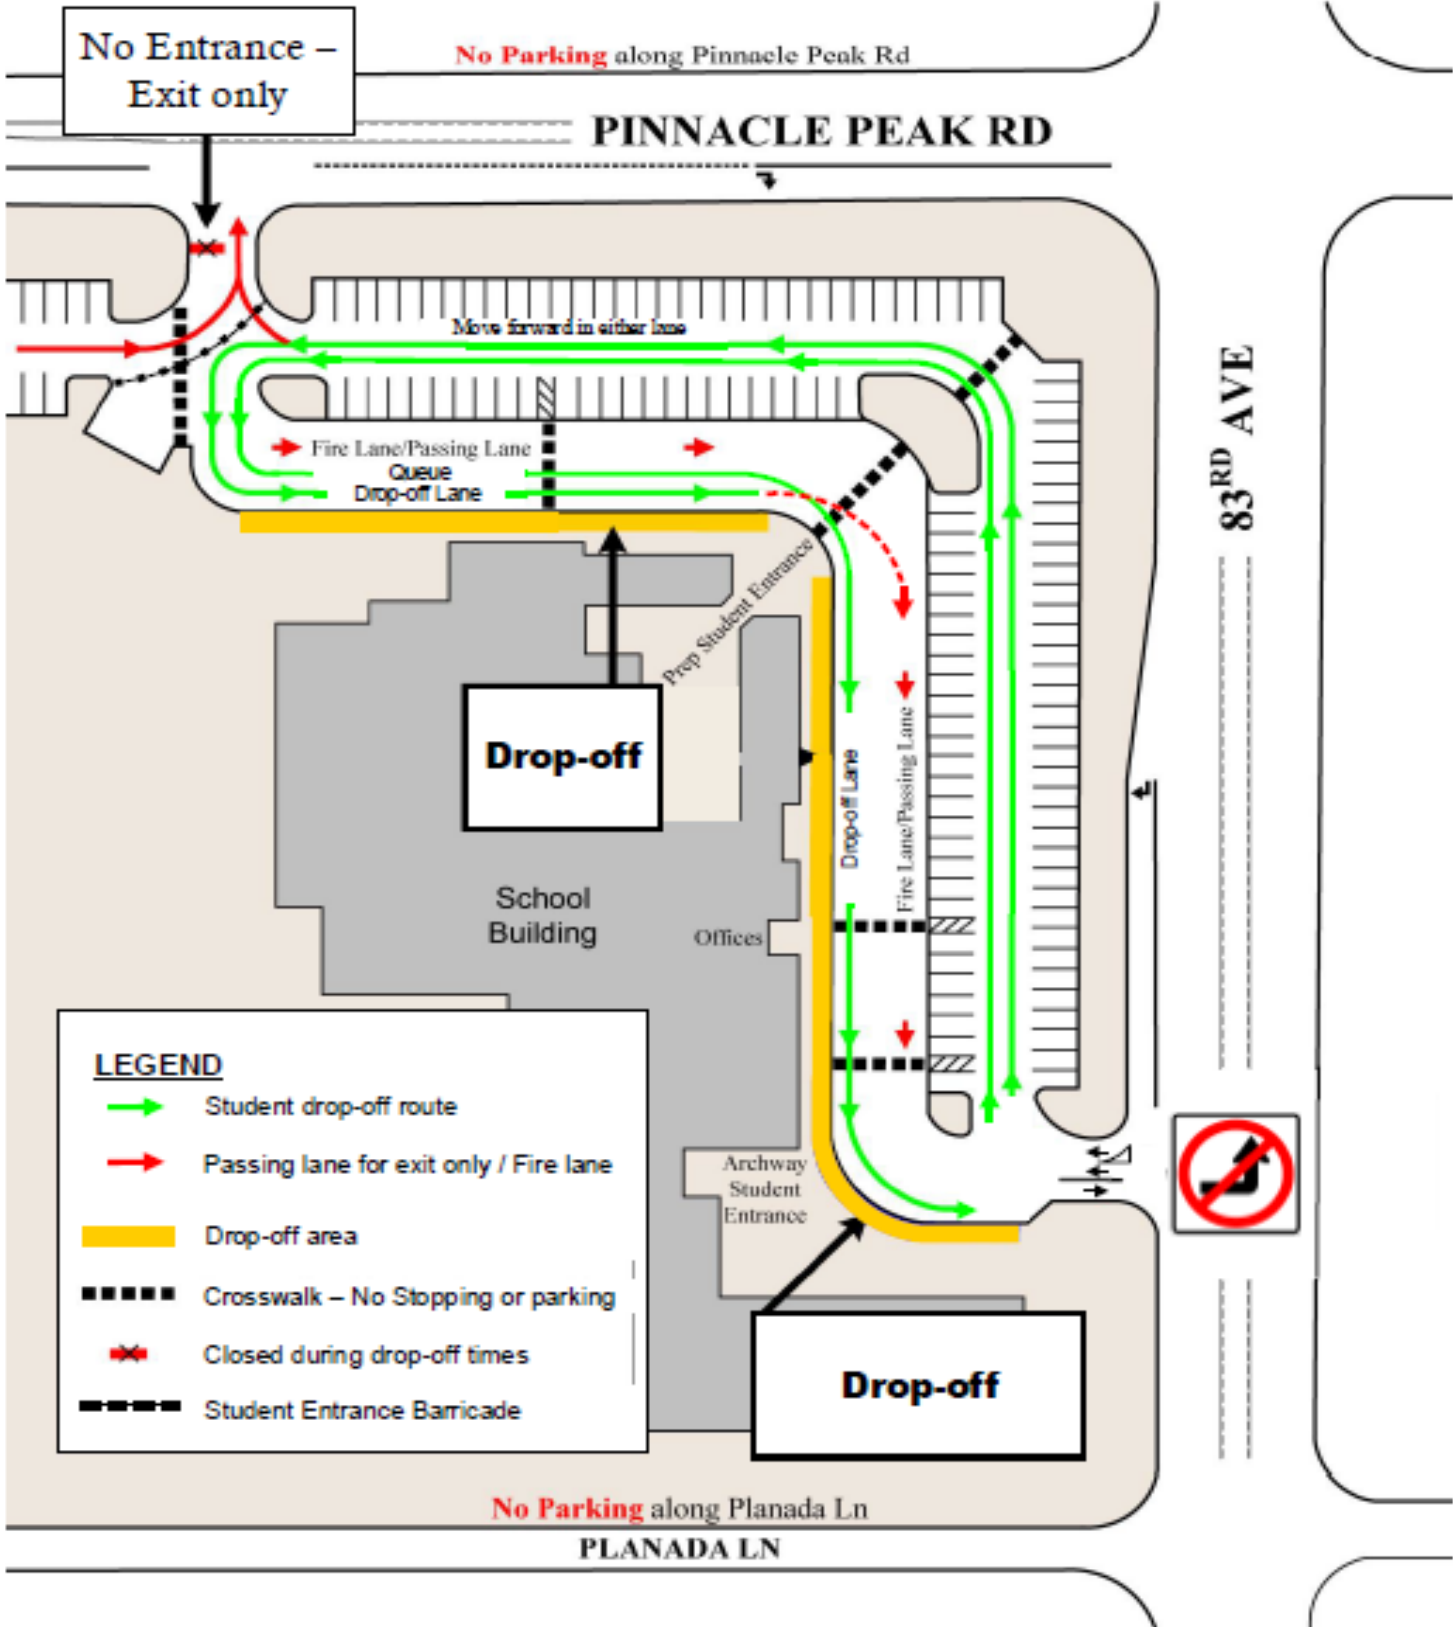 No Entrance –
Exit only
No Parking along Pinnacle Peak Rd
PINNACLE PEAK RD
Move forward in either lane
Fire Lane/Passing Lane
Queue
Drop-off Lane
83RD AVE
Prep Student Entrance
Drop-off
Drop-off Lane
Fire Lane/Passing Lane
School
Building
Offices
LEGEND
Student drop-off route
Passing lane for exit only / Fire lane
Drop-off area
Crosswalk – No Stopping or parking
Closed during drop-off times
Student Entrance Barricade
Archway
Student
Entrance
Drop-off
No Parking along Planada Ln
PLANADA LN